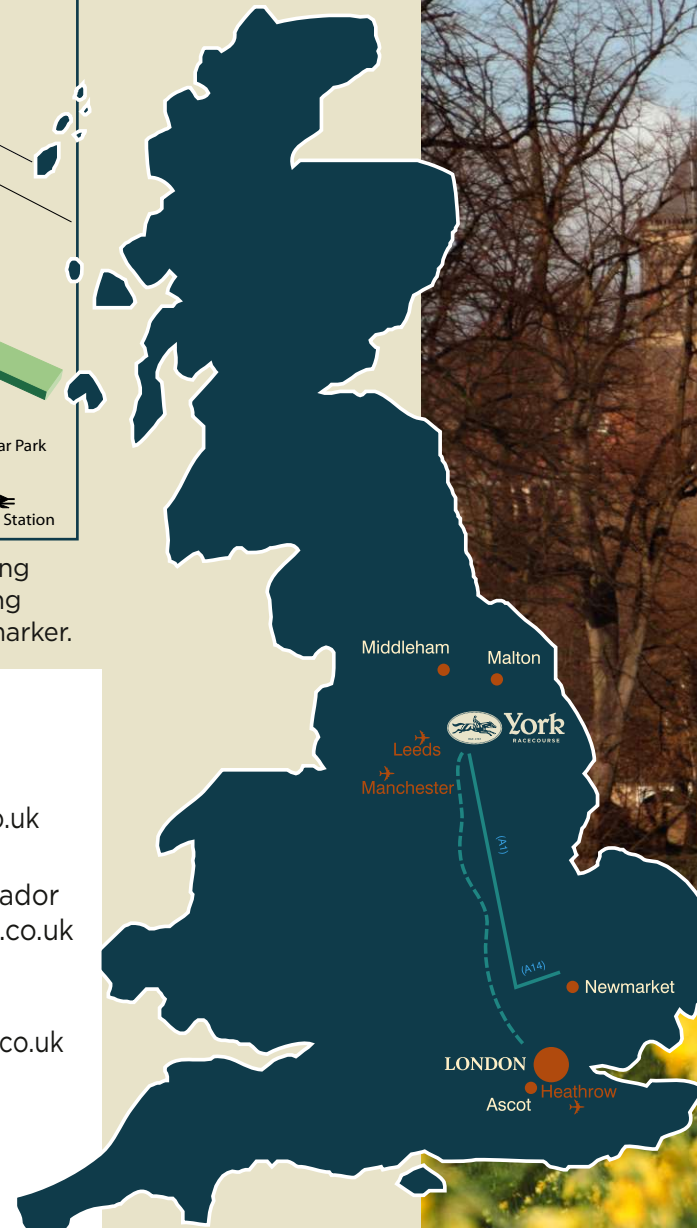 ar Park
Station
ng
ng
narker.
o.uk
ador
.co.uk
co.uk
Middleham
Malton
York
RACECOURSE
Leeds
Manchester
(A1)
(A14)
Newmarket
LONDON
Heathrow
Ascot